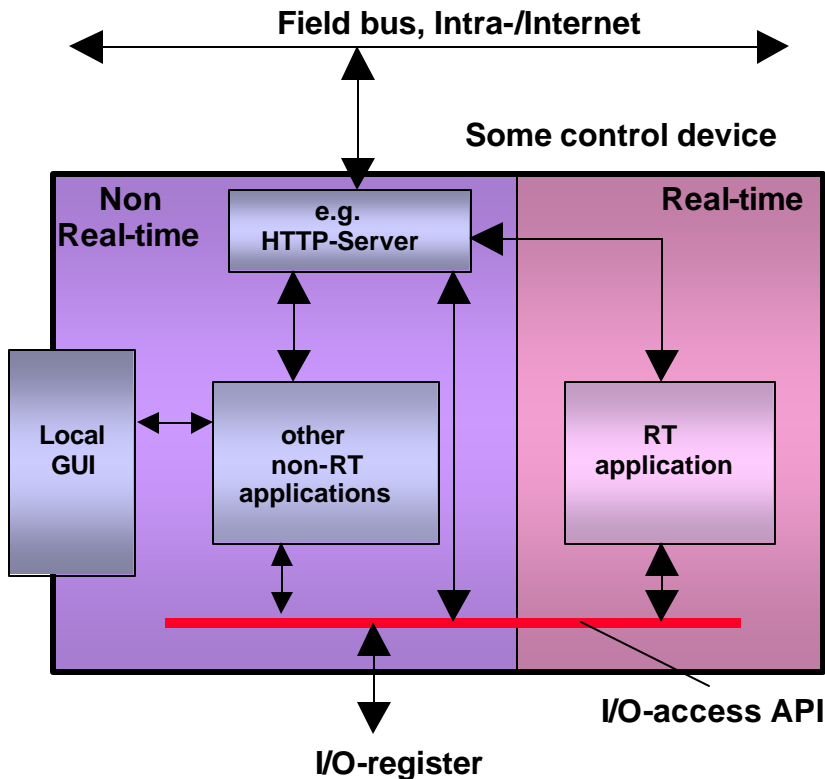 Field bus, Intra-/Internet
Some control device
Non
Real-time
e.g.
HTTP-Server
Real-time
Local
GUI
other
non-RT
applications
RT
application
I/O-access API
I/O-register